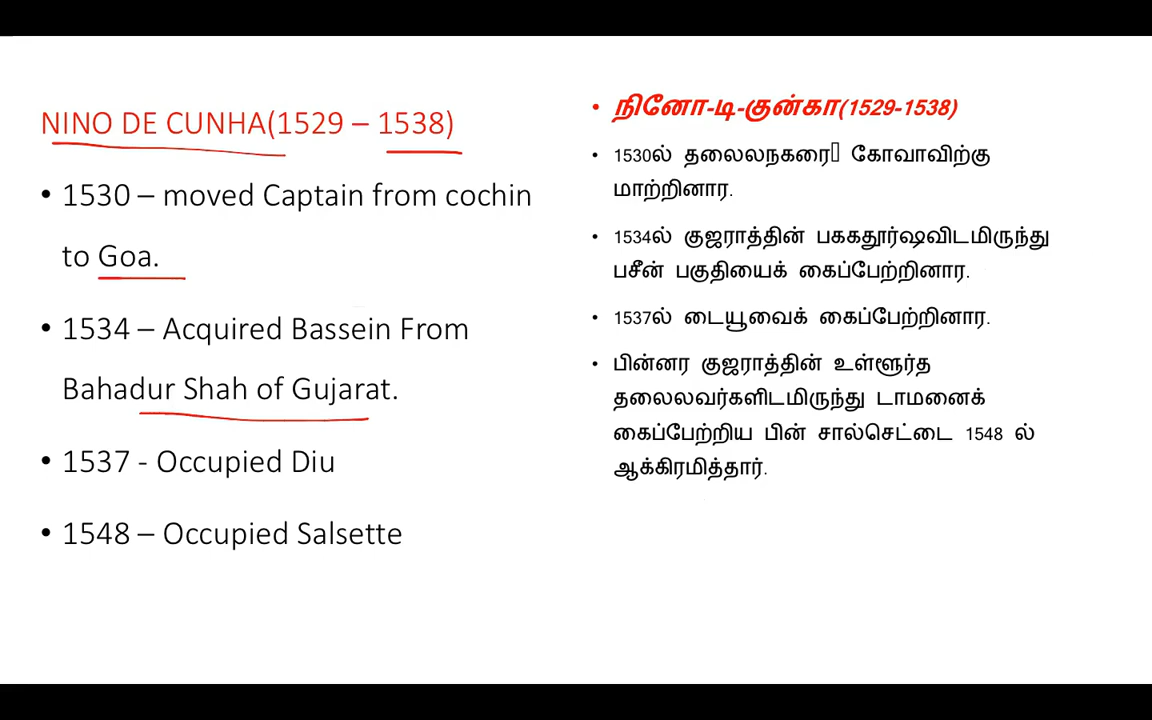 NINO DE CUNHA(1529 – 1538)
• 1530 – moved Captain from cochin
to Goa.
• 1534 – Acquired Bassein From
Bahadur Shah of Gujarat.
• 1537 - Occupied Diu
• 1548 – Occupied Salsette
• நினோ-டி-குன்கா(1529-1538)
• 1530ல் தலைலநகரை▯ கோவாவிற்கு
மாற்றினார.
• 1534ல் குஜராத்தின் பககதூர்ஷவிடமிருந்து
பசீன் பகுதியைக் கைப்பேற்றினார.
• 1537ல் டையூவைக் கைப்பேற்றினார.
• பின்னர குஜராத்தின் உள்ளூர்த
தலைலவர்களிடமிருந்து டாமனைக்
கைப்பேற்றிய பின் சால்செட்டை 1548 ல்
ஆக்கிரமித்தார்.